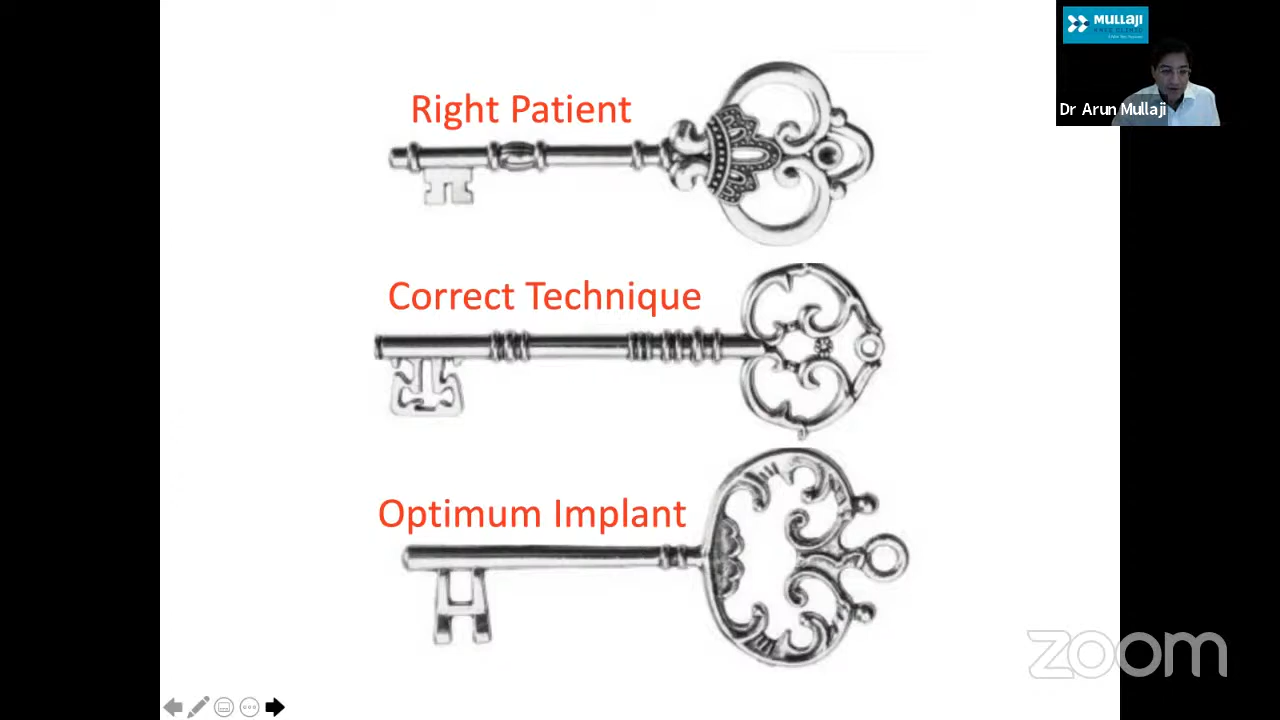 MULLAJI
Dr Arun Mullaji
Right Patient
Correct Technique
Optimum Implant
zoom